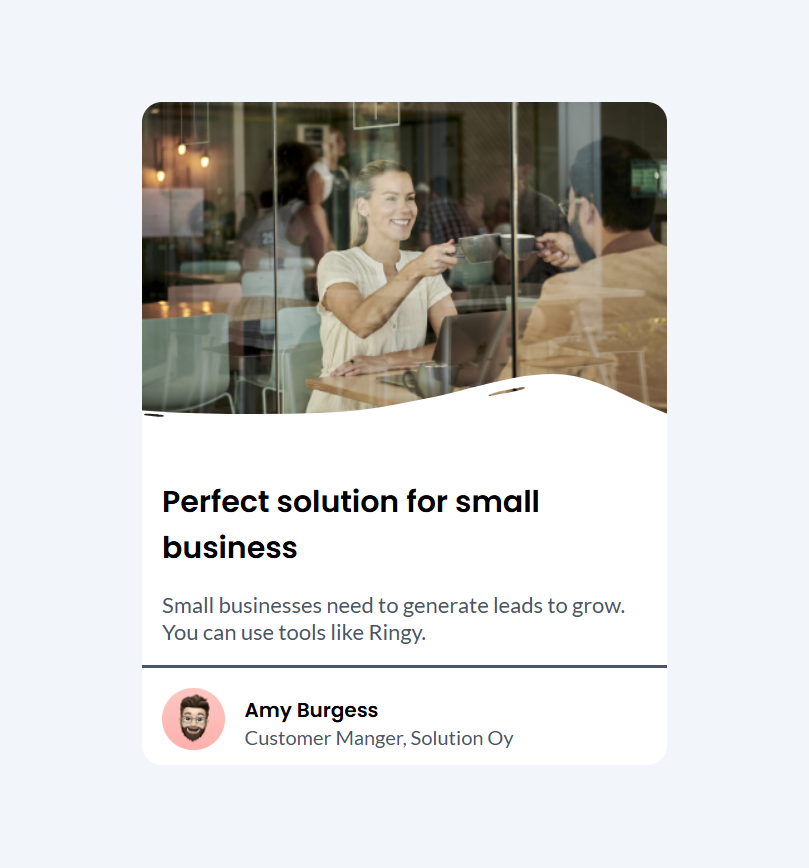 Perfect solution for small
business
Small businesses need to generate leads to grow.
You can use tools like Ringy.
Amy Burgess
Customer Manger, Solution Oy